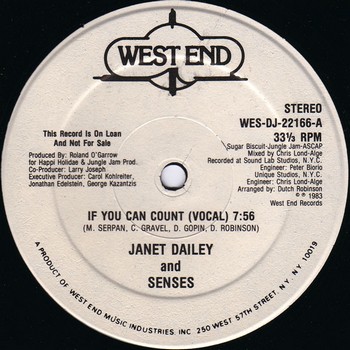 WEST END
This Record Is On Loan
And Not For Sale
STEREO
WES-DJ-22166-A
33⅓ RPM
Produced By: Roland O'Garrow
for Happi Holidae & Jungle Jam Prod.
Co-Producer: Larry Joseph
Executive Producer: Carol Kohlreiter,
Jonathan Edelstein, George Kazantzis
Sugar Biscuit-Jungle Jam-ASCAP
Mixed by Chris Lond-Alge
Recorded at Sound Lab Studios, N.Y.C.
Engineer: Peter Biorlo
Unique Studios, N.Y.C.
Engineer: Chris Lond-Alge
Arranged by: Dutch Robinson
℗ © 1983
West End Records
IF YOU CAN COUNT (VOCAL) 7:56
(M. SERPAN, C. GRAVEL, D. GOPIN, D. ROBINSON)
JANET DAILEY
and
SENSES
A PRODUCT OF WEST END MUSIC INDUSTRIES, INC. 250 WEST 57TH STREET, N.Y., N.Y. 10019